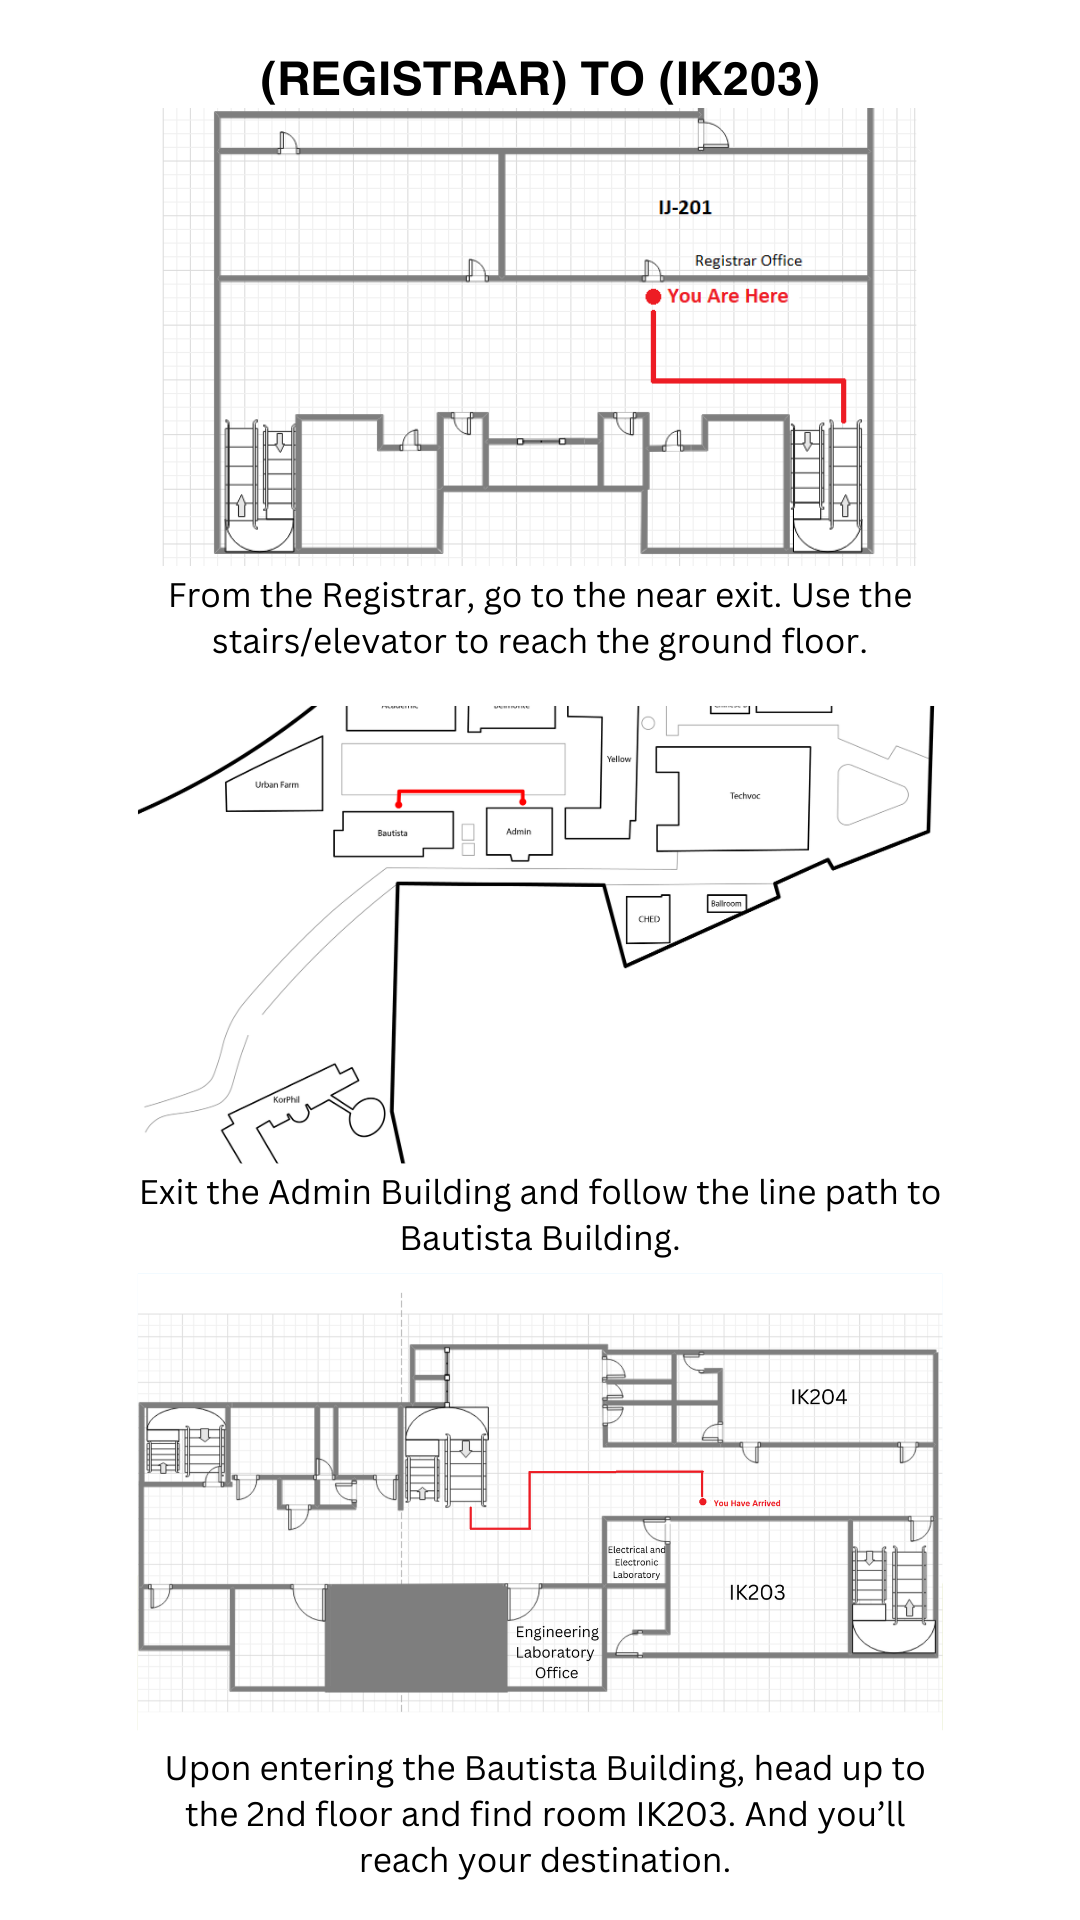 (REGISTRAR) TO (IK203)
IJ-201
Registrar Office
You Are Here
From the Registrar, go to the near exit. Use the
stairs/elevator to reach the ground floor.
Academic
Belmonte
Yellow
Urban Farm
Techvoc
Bautista
Admin
CHED
Ballroom
KorPhil
Exit the Admin Building and follow the line path to
Bautista Building.
IK204
You Have Arrived
Electrical and
Electronic
Laboratory
IK203
Engineering
Laboratory
Office
Upon entering the Bautista Building, head up to
the 2nd floor and find room IK203. And you’ll
reach your destination.